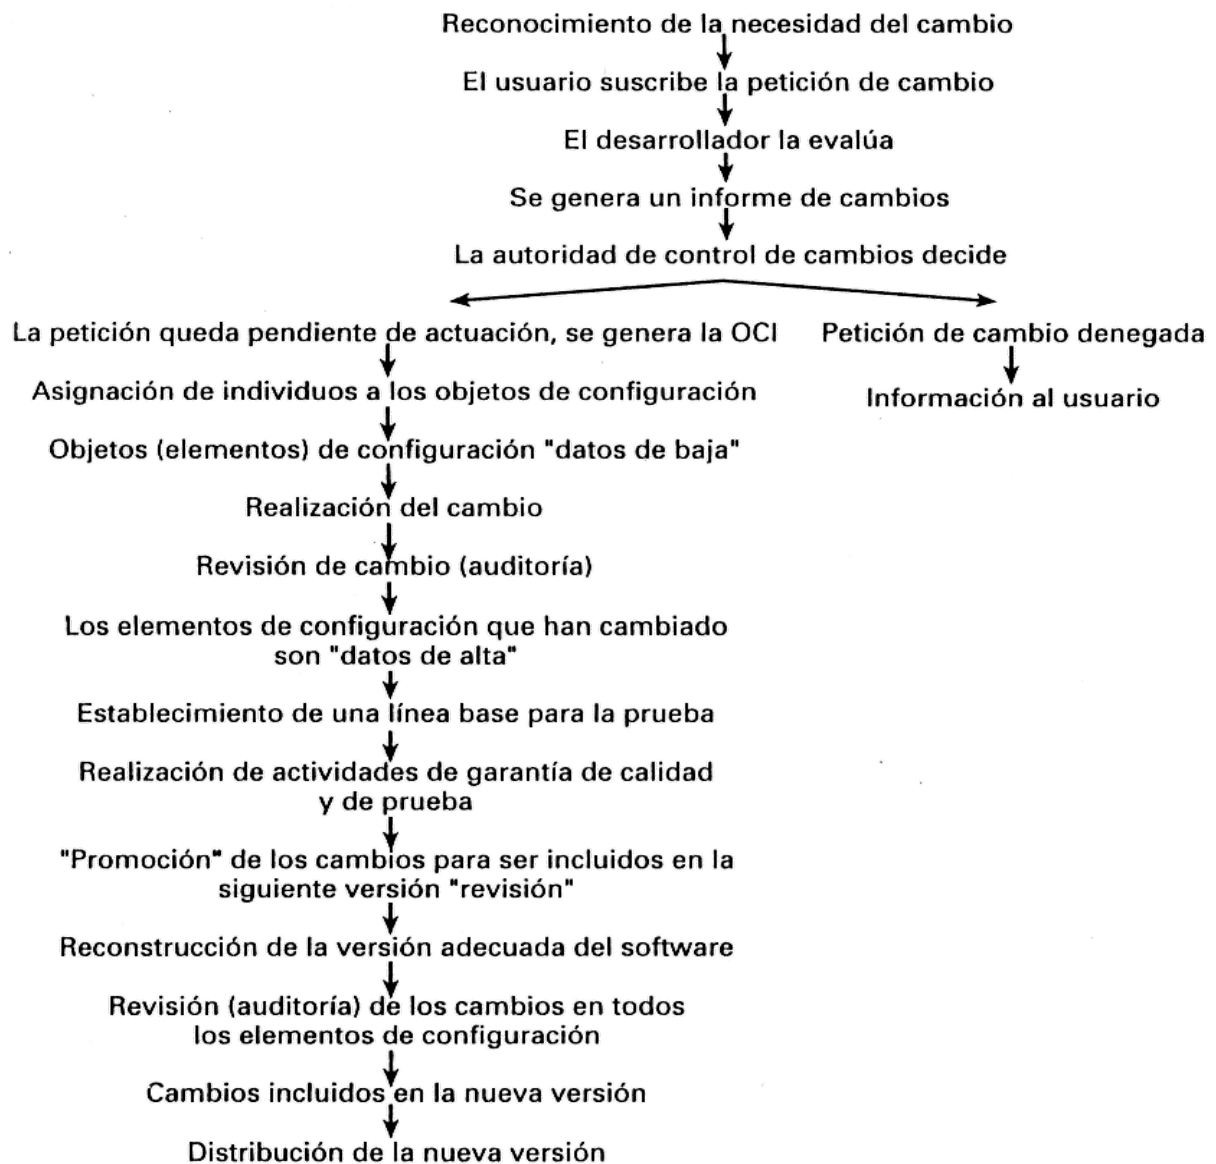 Reconocimiento de la necesidad del cambio
El usuario suscribe la petición de cambio
El desarrollador la evalúa
Se genera un informe de cambios
La autoridad de control de cambios decide
La petición queda pendiente de actuación, se genera la OCI
Petición de cambio denegada
Asignación de individuos a los objetos de configuración
Información al usuario
Objetos (elementos) de configuración "datos de baja"
Realización del cambio
Revisión de cambio (auditoría)
Los elementos de configuración que han cambiado
son "datos de alta"
Establecimiento de una línea base para la prueba
Realización de actividades de garantía de calidad
y de prueba
"Promoción" de los cambios para ser incluidos en la
siguiente versión "revisión"
Reconstrucción de la versión adecuada del software
Revisión (auditoría) de los cambios en todos
los elementos de configuración
Cambios incluidos en la nueva versión
Distribución de la nueva versión